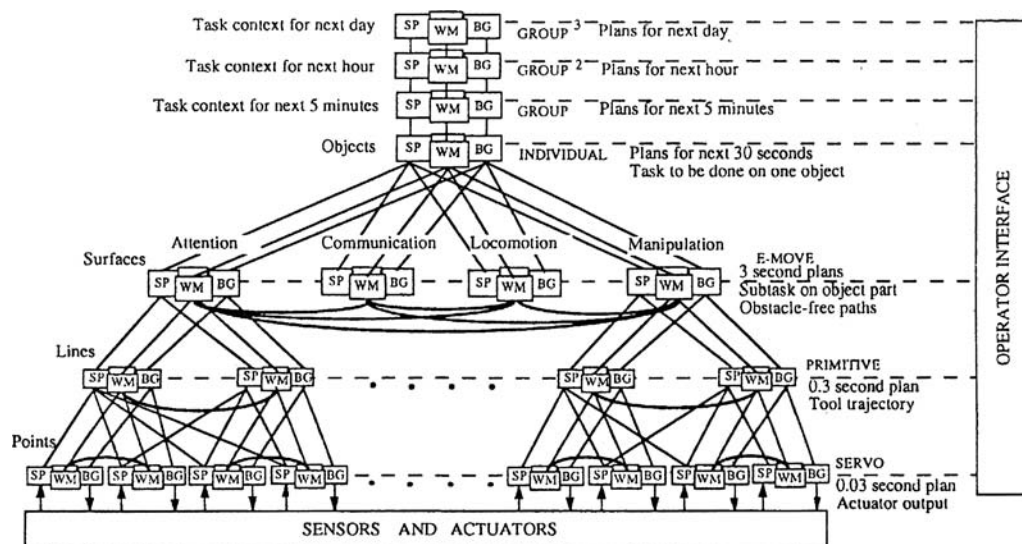 Task context for next day SP WM BG GROUP 3 Plans for next day
Task context for next hour SP WM BG GROUP 2 Plans for next hour
Task context for next 5 minutes SP WM BG GROUP Plans for next 5 minutes
Objects SP WM BG INDIVIDUAL Plans for next 30 seconds
Task to be done on one object
Attention Communication Locomotion Manipulation
Surfaces SP WM BG SP WM BG SP WM BG SP WM BG E-MOVE
3 second plans
Subtask on object part
Obstacle-free paths
Lines SP WM BG SP WM BG SP WM BG SP WM BG PRIMITIVE
0.3 second plan
Tool trajectory
Points SP WM BG SP WM BG SP WM BG SP WM BG SP WM BG SP WM BG SP WM BG SP WM BG SERVO
0.03 second plan
Actuator output
SENSORS AND ACTUATORS
OPERATOR INTERFACE